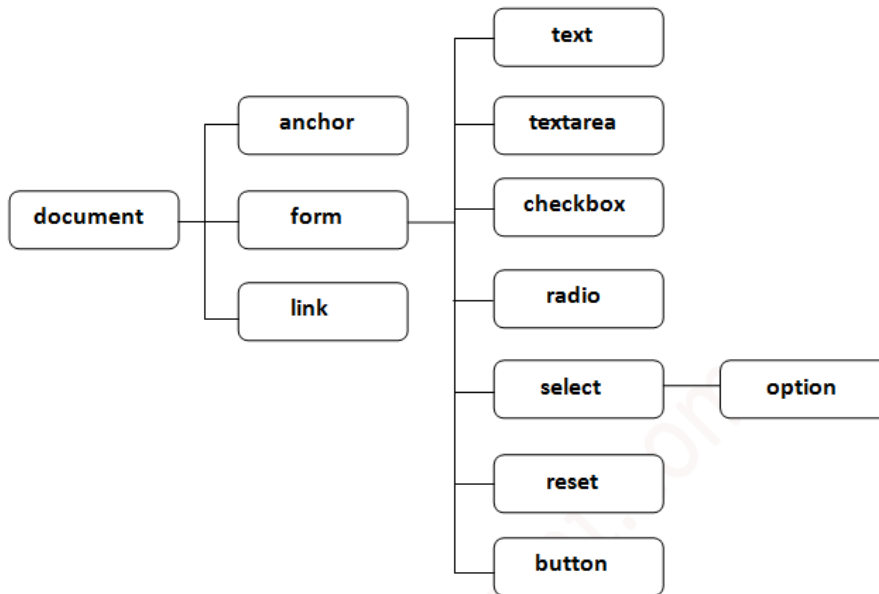 document
anchor
form
link
text
textarea
checkbox
radio
select
option
reset
button